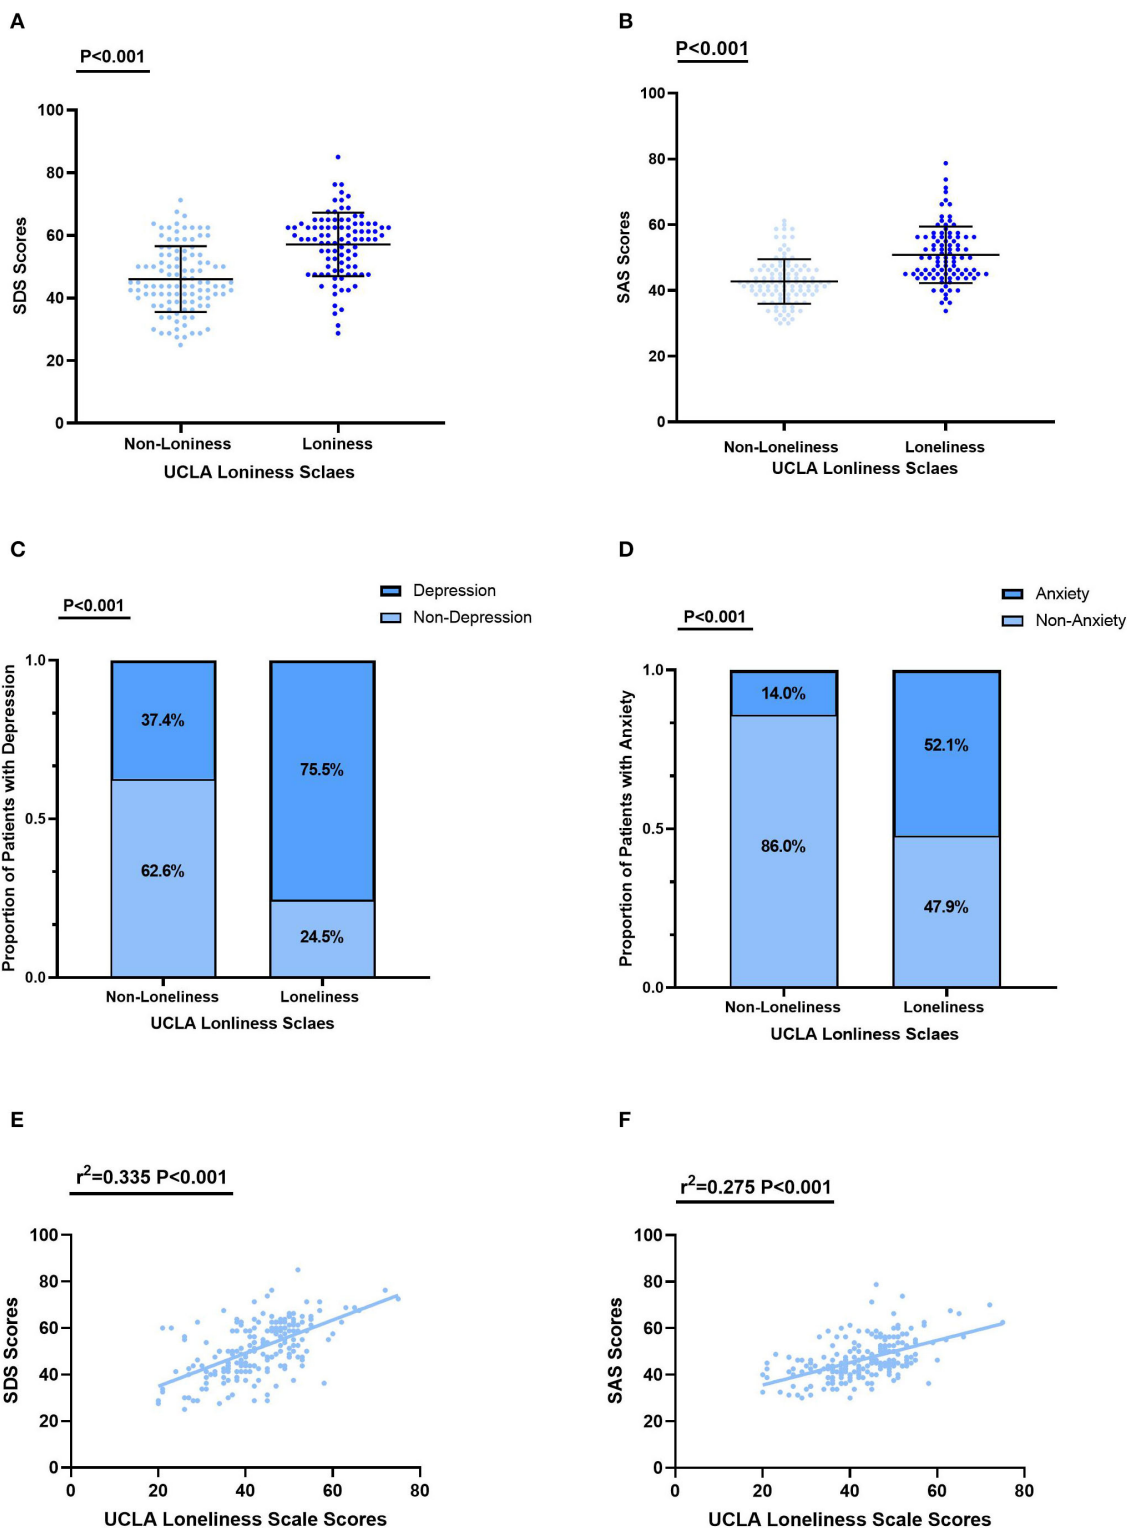 A
P<0.001
100
80
60
40
20
0
SDS Scores
Non-Loniness
Loniness
UCLA Loniness Sclaes
B
P<0.001
100
80
60
40
20
0
SAS Scores
Non-Loneliness
Loneliness
UCLA Lonliness Sclaes
C
P<0.001
Depression
Non-Depression
1.0
0.5
0.0
Proportion of Patients with Depression
37.4%
62.6%
75.5%
24.5%
Non-Loneliness
Loneliness
UCLA Lonliness Sclaes
D
P<0.001
Anxiety
Non-Anxiety
1.0
0.5
0.0
Proportion of Patients with Anxiety
14.0%
86.0%
52.1%
47.9%
Non-Loneliness
Loneliness
UCLA Lonliness Sclaes
E
r²=0.335 P<0.001
100
80
60
40
20
0
SDS Scores
0 20 40 60 80
UCLA Loneliness Scale Scores
F
r²=0.275 P<0.001
100
80
60
40
20
0
SAS Scores
0 20 40 60 80
UCLA Loneliness Scale Scores